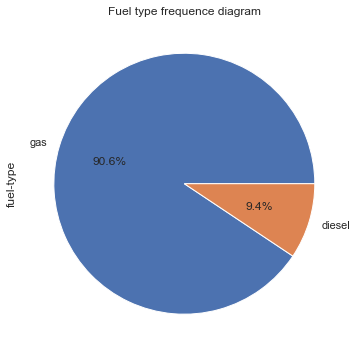 Fuel type frequence diagram
gas
90.6%
fuel-type
9.4%
diesel